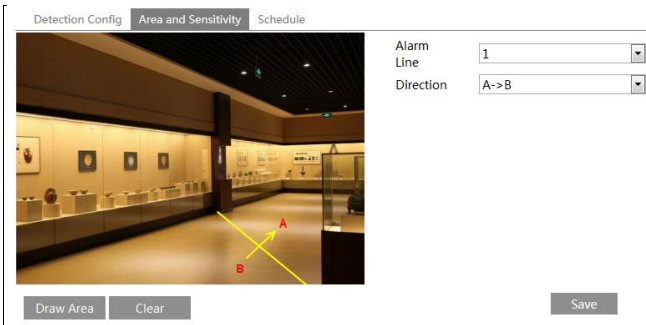 Detection Config Area and Sensitivity Schedule
Alarm Line 1
Direction A->B
A
B
Draw Area Clear Save